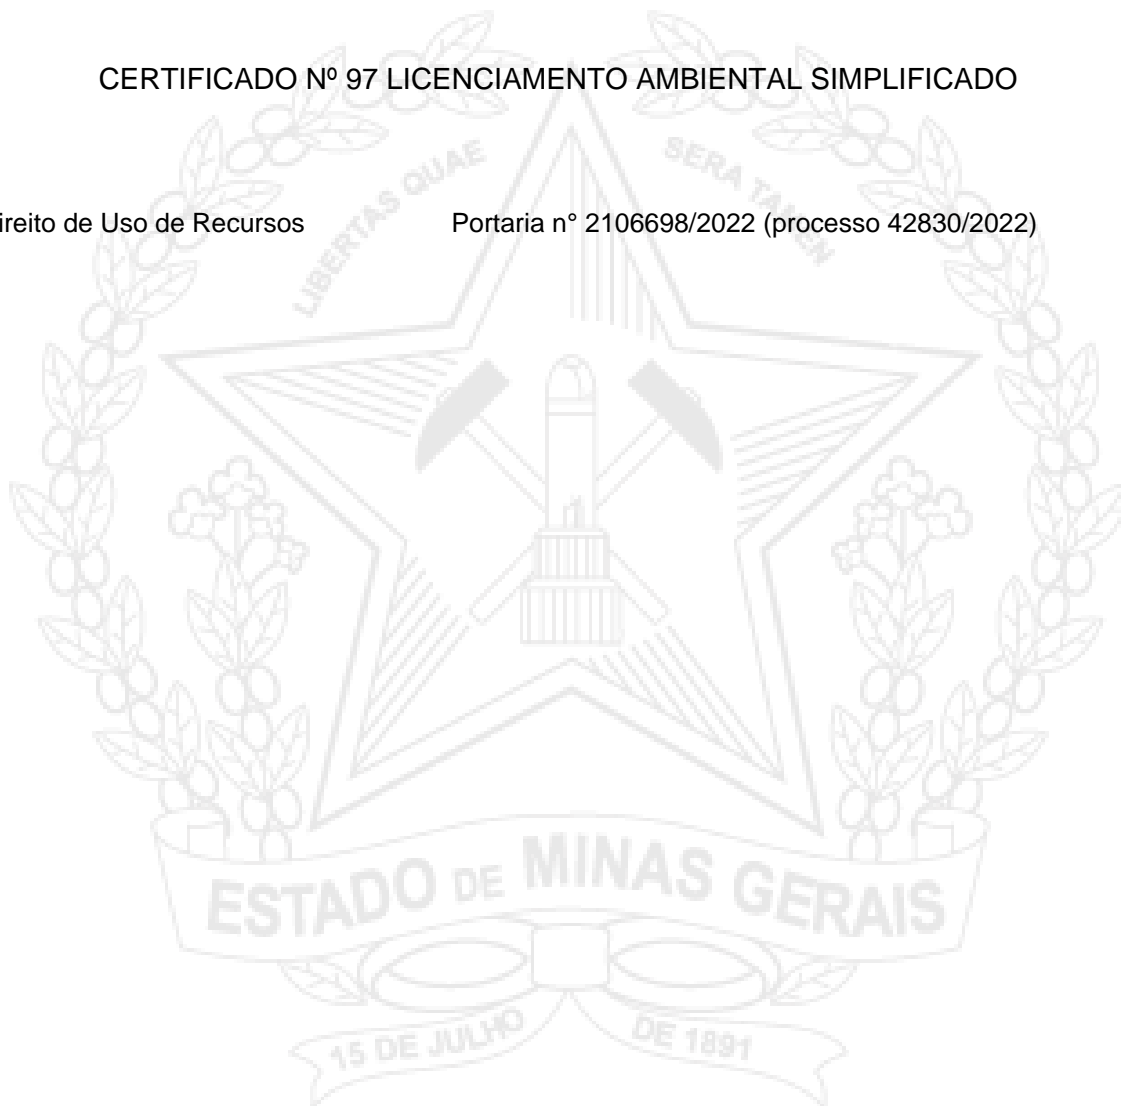 CERTIFICADO Nº 97 LICENCIAMENTO AMBIENTAL SIMPLIFICADO
LIBERTAS QUAE SERA TAMEN
ireito de Uso de Recursos Portaria n° 2106698/2022 (processo 42830/2022)
ESTADO DE MINAS GERAIS
15 DE JULHO DE 1891